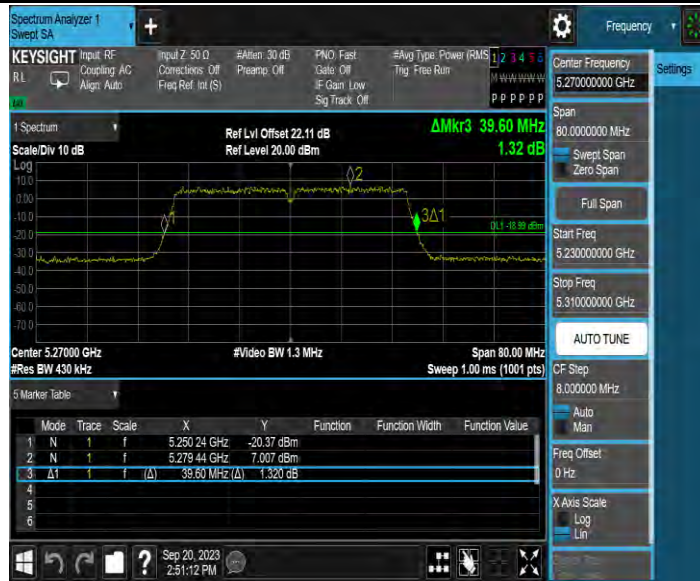 Spectrum Analyzer 1
Swept SA
+
Frequency
KEYSIGHT
RL
Input: RF
Coupling: AC
Align: Auto
Input Z: 50 Ω
Corrections: Off
Freq Ref: Int (S)
#Atten: 30 dB
Preamp: Off
PNO: Fast
Gate: Off
IF Gain: Low
Sig Track: Off
#Avg Type: Power (RMS
Trig: Free Run
1 2 3 4 5 6
M W W W W W
P P P P P P
Center Frequency
5.270000000 GHz
Settings
Span
80.0000000 MHz
Swept Span
Zero Span
Full Span
Start Freq
5.230000000 GHz
Stop Freq
5.310000000 GHz
AUTO TUNE
CF Step
8.000000 MHz
Auto
Man
Freq Offset
0 Hz
X Axis Scale
Log
Lin
1 Spectrum
Scale/Div 10 dB
Ref Lvl Offset 22.11 dB
Ref Level 20.00 dBm
ΔMkr3 39.60 MHz
1.32 dB
Log
10.0
0.00
-10.0
-20.0
-30.0
-40.0
-50.0
-60.0
-70.0
2
3Δ1
DL1 -18.99 dBm
Center 5.27000 GHz
#Res BW 430 kHz
#Video BW 1.3 MHz
Span 80.00 MHz
Sweep 1.00 ms (1001 pts)
5 Marker Table
Mode Trace Scale X Y Function Function Width Function Value
1 N 1 f 5.250 24 GHz -20.37 dBm
2 N 1 f 5.279 44 GHz 7.007 dBm
3 Δ1 1 f (Δ) 39.60 MHz (Δ) 1.320 dB
4
5
6
?
Sep 20, 2023
2:51:12 PM